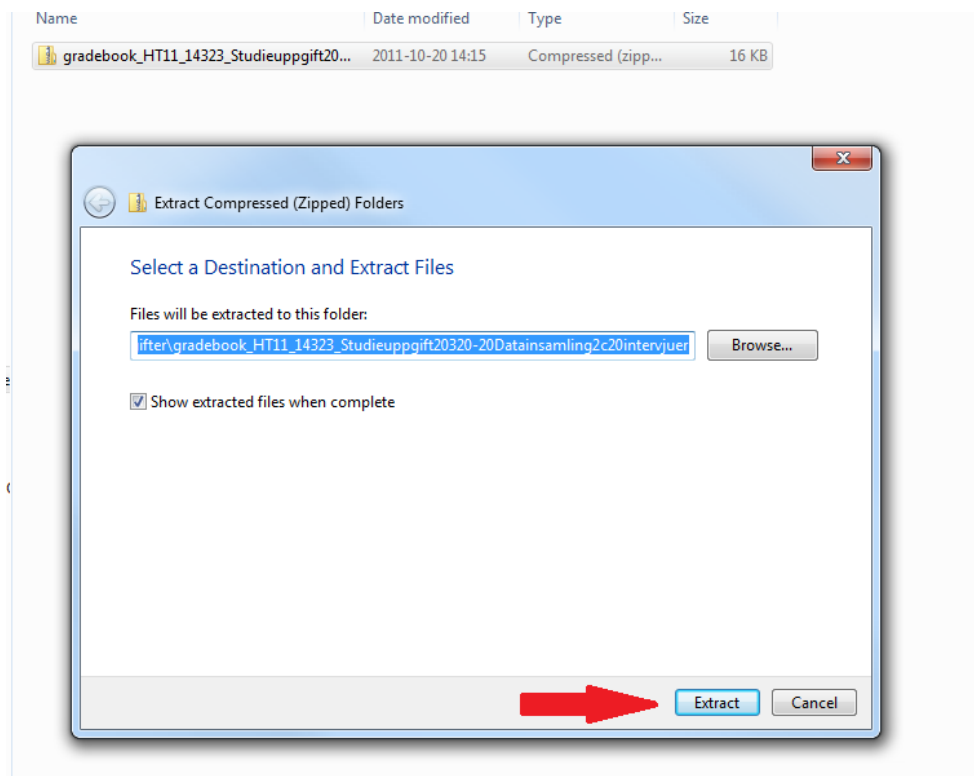 Name Date modified Type Size
gradebook_HT11_14323_Studieuppgift20... 2011-10-20 14:15 Compressed (zipp... 16 KB
Extract Compressed (Zipped) Folders
Select a Destination and Extract Files
Files will be extracted to this folder:
ifter\gradebook_HT11_14323_Studieuppgift20320-20Datainsamling2c20intervjuer Browse...
Show extracted files when complete
Extract Cancel